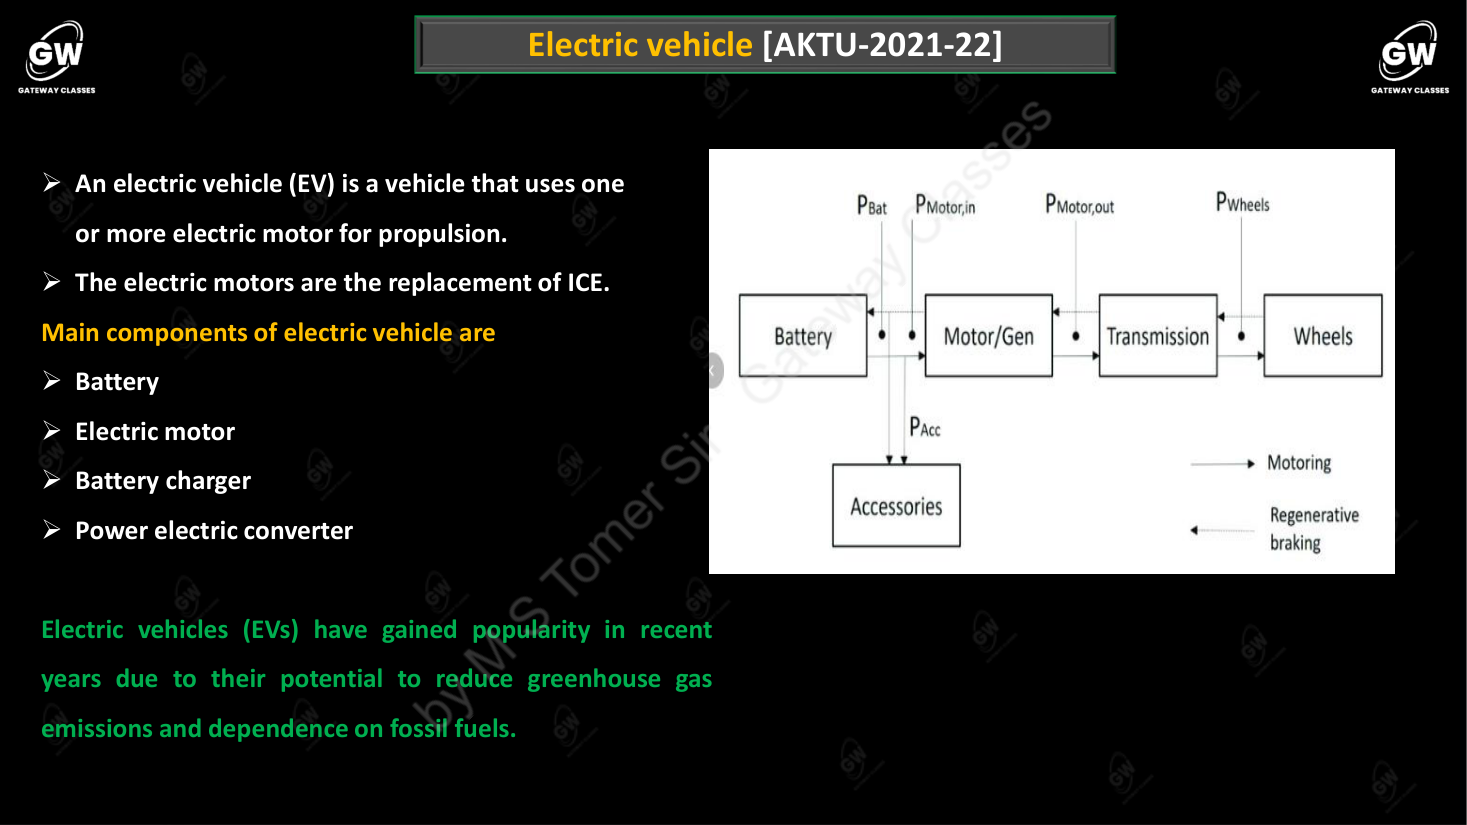 GW
GATEWAY CLASSES
Electric vehicle [AKTU-2021-22]
GW
GATEWAY CLASSES
➢ An electric vehicle (EV) is a vehicle that uses one
or more electric motor for propulsion.
➢ The electric motors are the replacement of ICE.
Main components of electric vehicle are
➢ Battery
➢ Electric motor
➢ Battery charger
➢ Power electric converter
Electric vehicles (EVs) have gained popularity in recent
years due to their potential to reduce greenhouse gas
emissions and dependence on fossil fuels.
PBat PMotor,in PMotor,out PWheels
Battery Motor/Gen Transmission Wheels
PAcc
Accessories
Motoring
Regenerative
braking
by M S Tomer Sir Gateway Classes